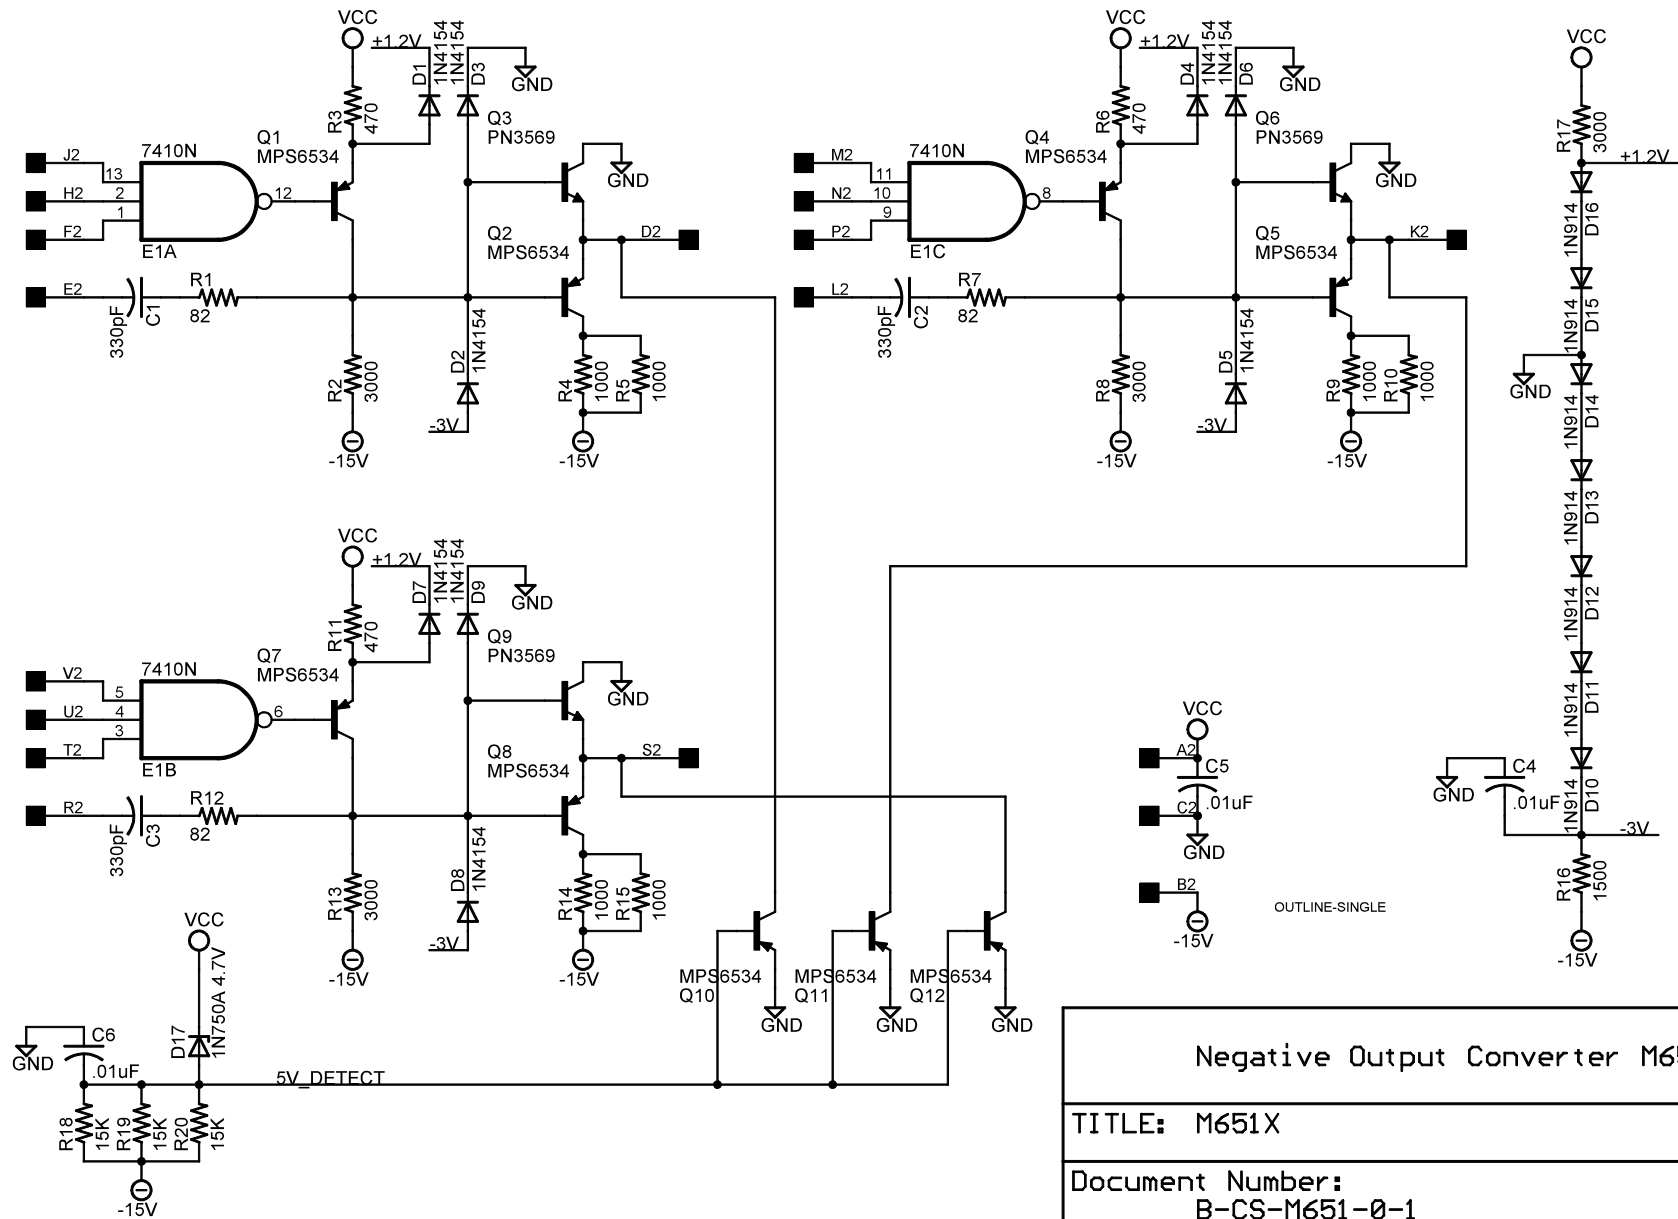 VCC
+1.2V
D1
1N4154
1N4154
D3
GND
R3
470
Q3
PN3569
Q1
MPS6534
7410N
J2
H2
F2
13
2
1
12
E1A
GND
Q2
MPS6534
D2
E2
330pF
C1
R1
82
R2
3000
D2
1N4154
-3V
R4
1000
R5
1000
-15V
-15V
VCC
+1.2V
D4
1N4154
1N4154
D6
GND
R6
470
Q6
PN3569
Q4
MPS6534
7410N
M2
N2
P2
11
10
9
8
E1C
GND
Q5
MPS6534
K2
L2
330pF
C2
R7
82
R8
3000
D5
1N4154
-3V
R9
1000
R10
1000
-15V
-15V
VCC
R17
3000
+1.2V
1N914
D16
1N914
D15
GND
1N914
D14
1N914
D13
1N914
D12
1N914
D11
1N914
D10
GND
C4
.01uF
-3V
R16
1500
-15V
VCC
+1.2V
D7
1N4154
1N4154
D9
GND
R11
470
Q9
PN3569
Q7
MPS6534
7410N
V2
U2
T2
5
4
3
6
E1B
GND
Q8
MPS6534
S2
R2
330pF
C3
R12
82
R13
3000
D8
1N4154
-3V
R14
1000
R15
1000
-15V
-15V
VCC
A2
C5
.01uF
C2
GND
B2
-15V
OUTLINE-SINGLE
MPS6534
Q10
GND
MPS6534
Q11
GND
MPS6534
Q12
GND
VCC
D17
1N750A 4.7V
GND
C6
.01uF
5V_DETECT
R18
15K
R19
15K
R20
15K
-15V
Negative Output Converter
TITLE: M651X
Document Number:
B-CS-M651-0-1